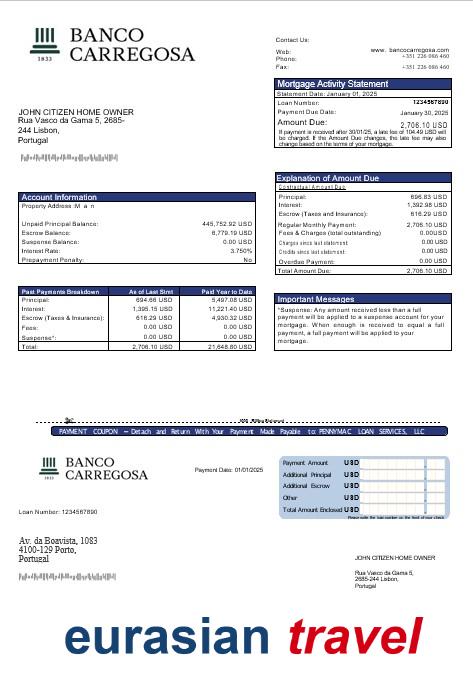 BANCO
CARREGOSA
1833
Contact Us:
Web: www. bancocarregosa.com
Phone: +351 226 086 460
Fax: +351 226 086 460
Mortgage Activity Statement
Statement Date: January 01, 2025
Loan Number: 1234567890
Payment Due Date: January 30, 2025
Amount Due: 2,706.10 USD
If payment is received after 30/01/25, a late fee of 104.49 USD will
be charged. If the Amount Due changes, the late fee may also
change based on the terms of your mortgage.
JOHN CITIZEN HOME OWNER
Rua Vasco da Gama 5, 2685-
244 Lisbon,
Portugal
Explanation of Amount Due
Contractual Amount Due
Principal: 696.83 USD
Interest: 1,392.98 USD
Escrow (Taxes and Insurance): 616.29 USD
Regular Monthly Payment: 2,706.10 USD
Fees & Charges (total outstanding) 0.00USD
Charges since last statement: 0.00 USD
Credits since last statement: 0.00 USD
Overdue Payment: 0.00 USD
Total Amount Due: 2,706.10 USD
Account Information
Property Address :M a n
Unpaid Principal Balance: 445,752.92 USD
Escrow Balance: 6,779.19 USD
Suspense Balance: 0.00 USD
Interest Rate: 3.750%
Prepayment Penalty: No
Past Payments Breakdown As of Last Stmt Paid Year to Date
Principal: 694.66 USD 5,497.08 USD
Interest: 1,395.15 USD 11,221.40 USD
Escrow (Taxes & Insurance): 616.29 USD 4,930.32 USD
Fees: 0.00 USD 0.00 USD
Suspense*: 0.00 USD 0.00 USD
Total: 2,706.10 USD 21,648.80 USD
Important Messages
*Suspense: Any amount received less than a full
payment will be applied to a suspense account for your
mortgage. When enough is received to equal a full
payment, it will be applied to your
mortgage.
PAYMENT COUPON – Detach and Return With Your Payment Made Payable to: PENNYMAC LOAN SERVICES, LLC
BANCO
CARREGOSA
1833
Payment Date: 01/01/2025
Payment Amount USD
Additional Principal USD
Additional Escrow USD
Other USD
Total Amount Enclosed USD
Please write the loan number on the front of your check.
Loan Number: 1234567890
Av. da Boavista, 1083
4100-129 Porto,
Portugal
JOHN CITIZEN HOME OWNER
Rua Vasco da Gama 5,
2685-244 Lisbon,
Portugal
eurasian travel